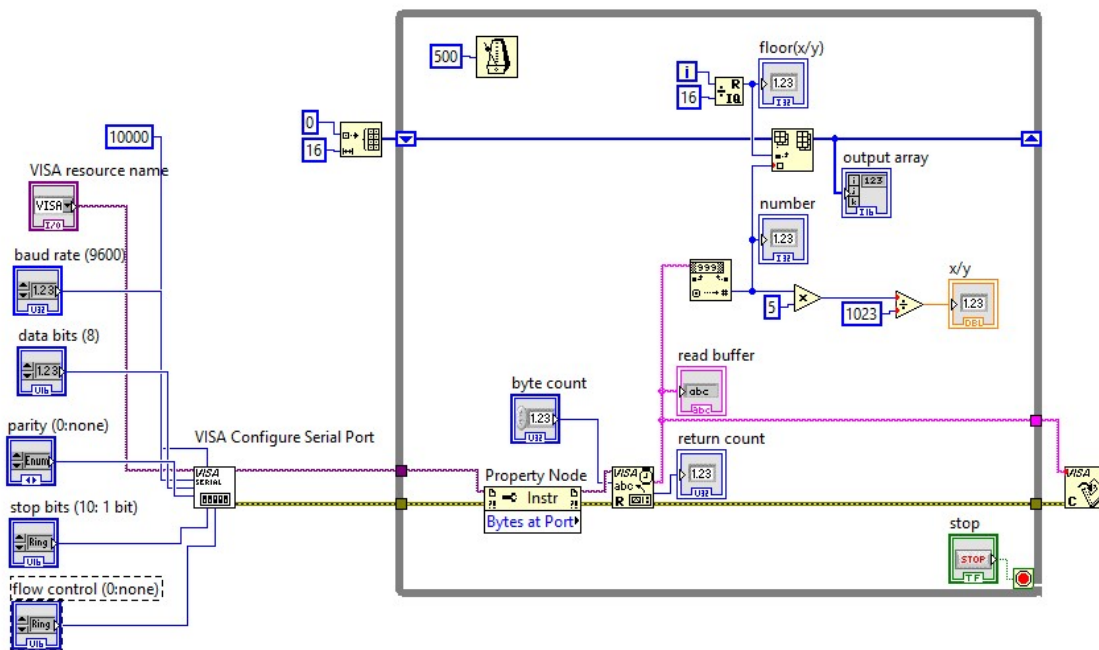 500
floor(x/y)
i
16
R
IQ
1.23
I32
10000
0
16
VISA resource name
VISA
I/O
output array
i
j
k
123
I16
number
1.23
I32
baud rate (9600)
1.23
U32
999
#
x/y
5
1023
1.23
DBL
data bits (8)
1.23
U16
read buffer
abc
abc
byte count
1.23
U32
parity (0:none)
Enum
VISA Configure Serial Port
return count
1.23
U32
VISA
SERIAL
Property Node
Instr
Bytes at Port
VISA
abc
R
VISA
C
stop bits (10: 1 bit)
Ring
U16
stop
STOP
TF
flow control (0:none)
Ring
U16